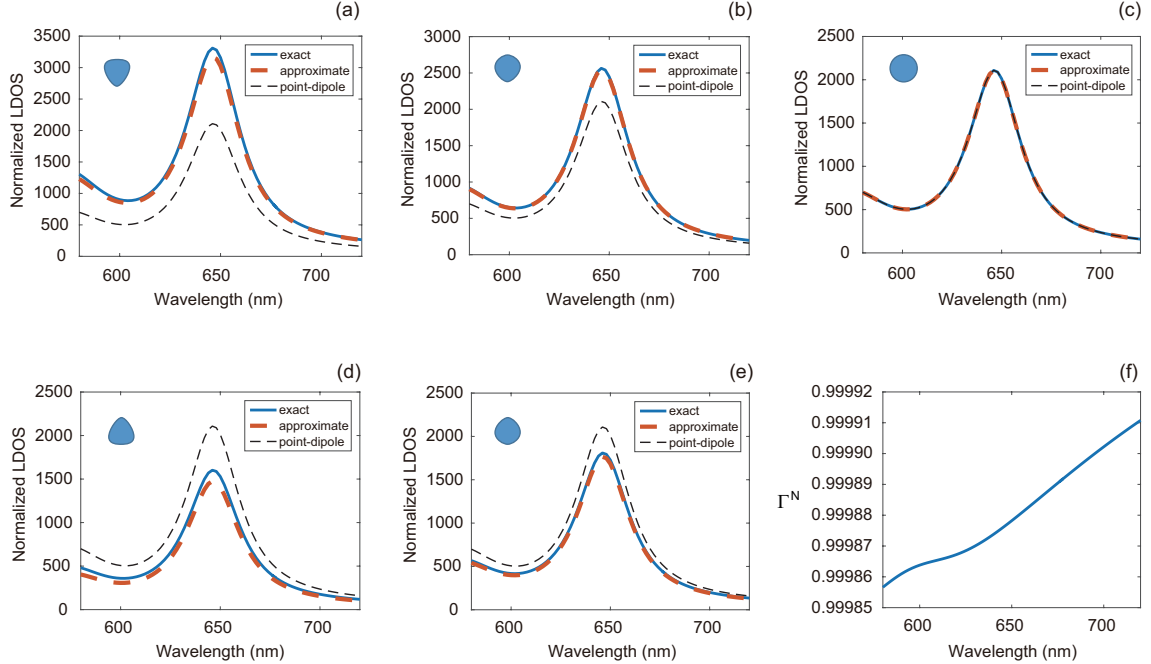 (a)
Normalized LDOS
3500
3000
2500
2000
1500
1000
500
0
exact
approximate
point-dipole
600
650
700
Wavelength (nm)
(b)
Normalized LDOS
3000
2500
2000
1500
1000
500
0
exact
approximate
point-dipole
600
650
700
Wavelength (nm)
(c)
Normalized LDOS
2500
2000
1500
1000
500
0
exact
approximate
point-dipole
600
650
700
Wavelength (nm)
(d)
Normalized LDOS
2500
2000
1500
1000
500
0
exact
approximate
point-dipole
600
650
700
Wavelength (nm)
(e)
Normalized LDOS
2500
2000
1500
1000
500
0
exact
approximate
point-dipole
600
650
700
Wavelength (nm)
(f)
Γᴺ
0.99992
0.99991
0.99990
0.99989
0.99988
0.99987
0.99986
0.99985
600
650
700
Wavelength (nm)